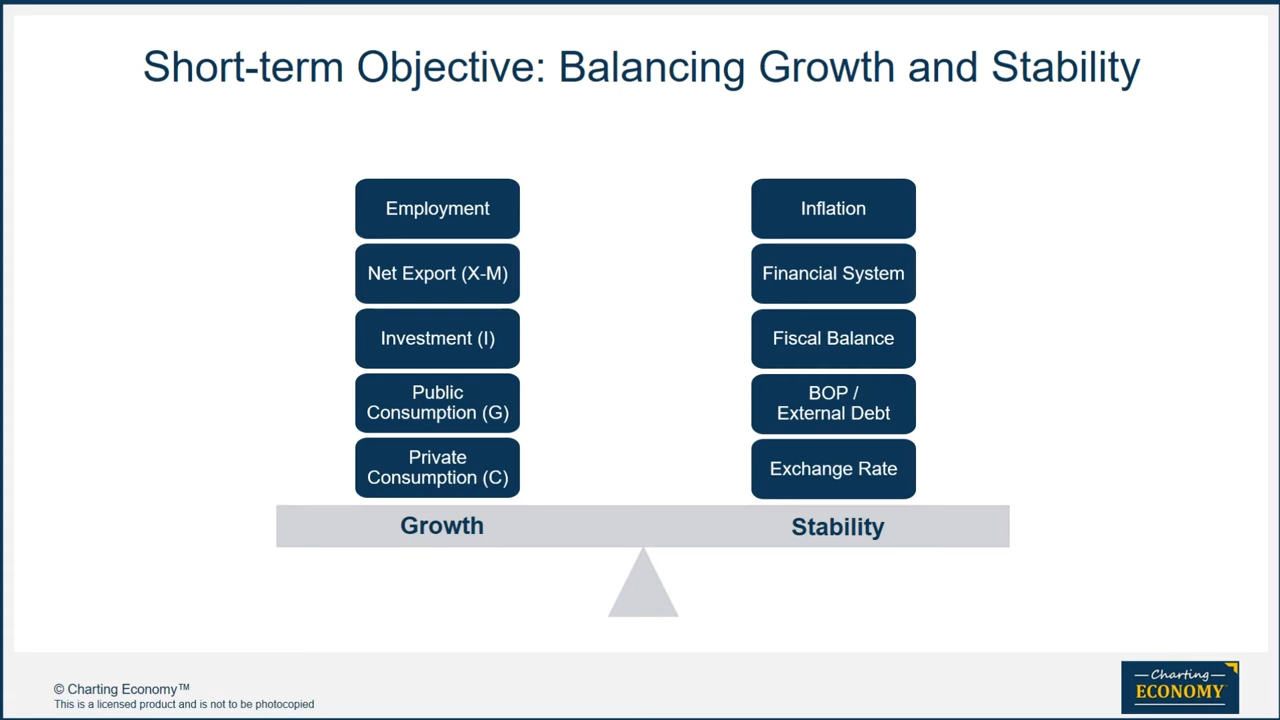 Short-term Objective: Balancing Growth and Stability
Employment
Net Export (X-M)
Investment (I)
Public
Consumption (G)
Private
Consumption (C)
Growth
Inflation
Financial System
Fiscal Balance
BOP /
External Debt
Exchange Rate
Stability
© Charting Economy™
This is a licensed product and is not to be photocopied
Charting
ECONOMY